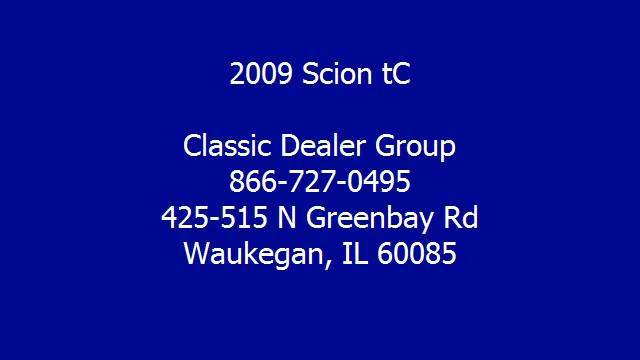 2009 Scion tC
Classic Dealer Group
866-727-0495
425-515 N Greenbay Rd
Waukegan, IL 60085